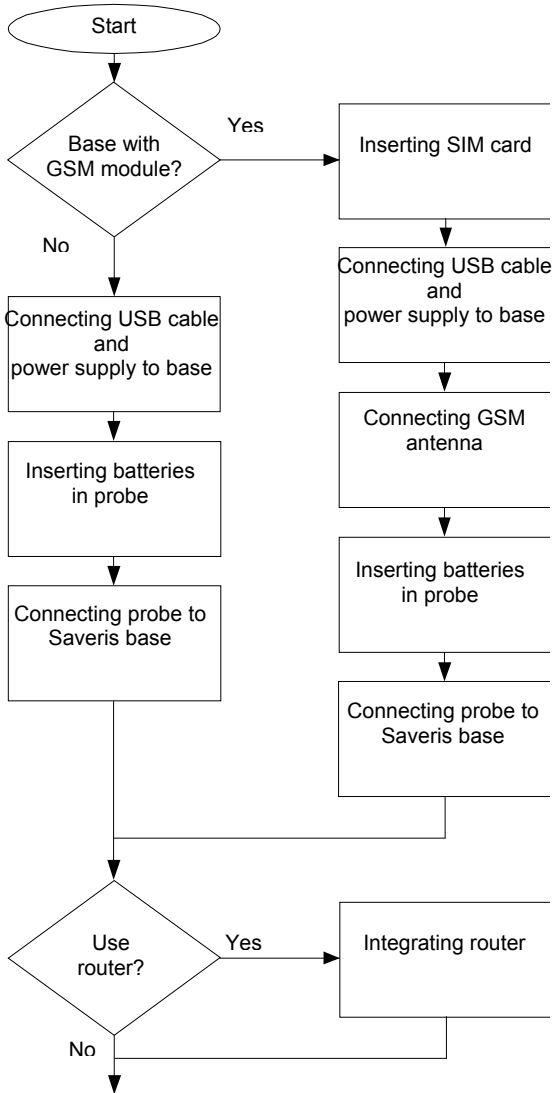 Start
Base with
GSM module?
Yes
Inserting SIM card
No
Connecting USB cable
and
power supply to base
Connecting USB cable
and
power supply to base
Inserting batteries
in probe
Connecting GSM
antenna
Connecting probe to
Saveris base
Inserting batteries
in probe
Connecting probe to
Saveris base
Use
router?
Yes
Integrating router
No